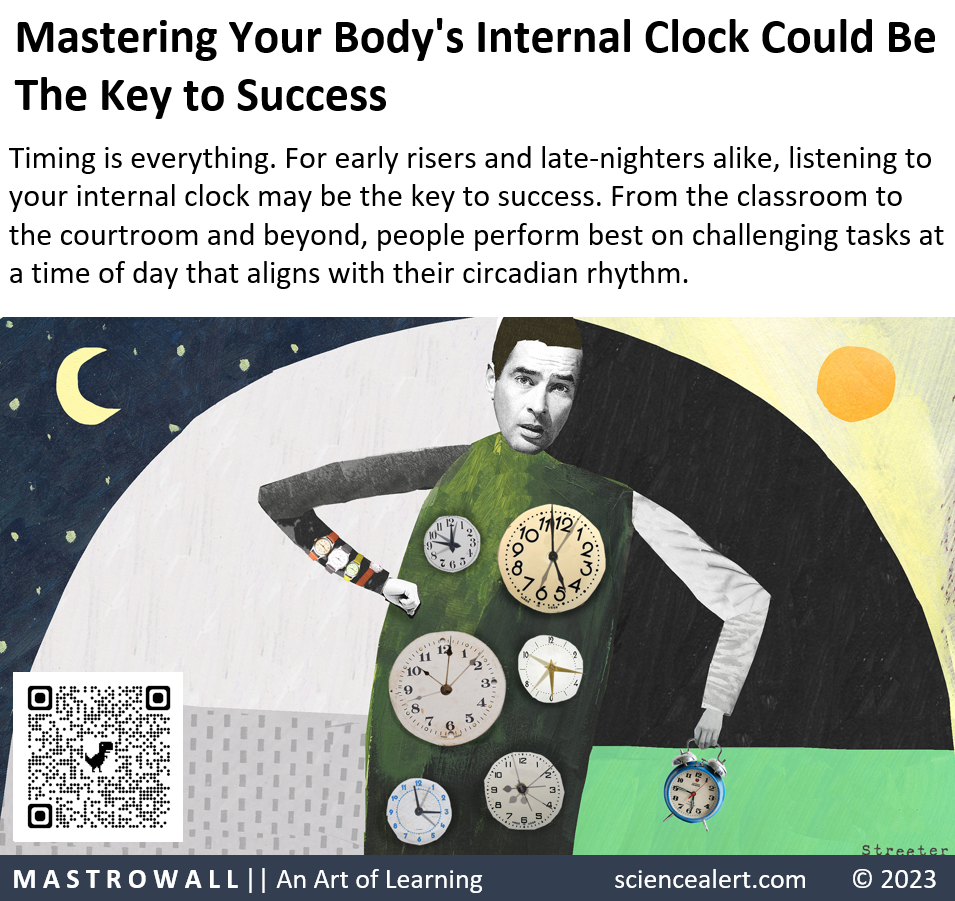 Mastering Your Body's Internal Clock Could Be
The Key to Success
Timing is everything. For early risers and late-nighters alike, listening to
your internal clock may be the key to success. From the classroom to
the courtroom and beyond, people perform best on challenging tasks at
a time of day that aligns with their circadian rhythm.
Streeter
MASTROWALL || An Art of Learning
sciencealert.com
© 2023